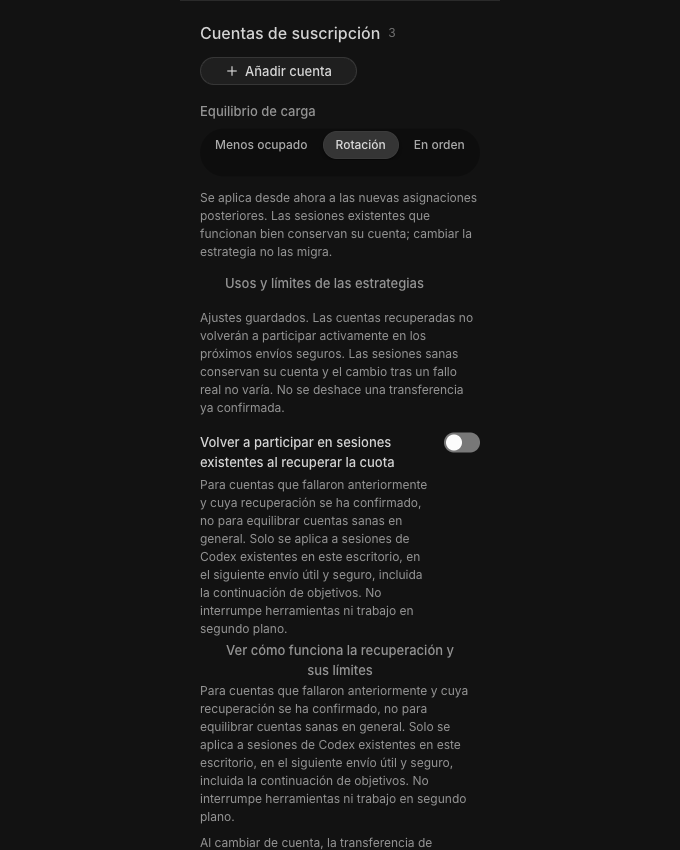 Cuentas de suscripción 3
+ Añadir cuenta
Equilibrio de carga
Menos ocupado Rotación En orden
Se aplica desde ahora a las nuevas asignaciones
posteriores. Las sesiones existentes que
funcionan bien conservan su cuenta; cambiar la
estrategia no las migra.
Usos y límites de las estrategias
Ajustes guardados. Las cuentas recuperadas no
volverán a participar activamente en los
próximos envíos seguros. Las sesiones sanas
conservan su cuenta y el cambio tras un fallo
real no varía. No se deshace una transferencia
ya confirmada.
Volver a participar en sesiones
existentes al recuperar la cuota
Para cuentas que fallaron anteriormente
y cuya recuperación se ha confirmado,
no para equilibrar cuentas sanas en
general. Solo se aplica a sesiones de
Codex existentes en este escritorio, en
el siguiente envío útil y seguro, incluida
la continuación de objetivos. No
interrumpe herramientas ni trabajo en
segundo plano.
Ver cómo funciona la recuperación y
sus límites
Para cuentas que fallaron anteriormente y cuya
recuperación se ha confirmado, no para
equilibrar cuentas sanas en general. Solo se
aplica a sesiones de Codex existentes en este
escritorio, en el siguiente envío útil y seguro,
incluida la continuación de objetivos. No
interrumpe herramientas ni trabajo en segundo
plano.
Al cambiar de cuenta, la transferencia de